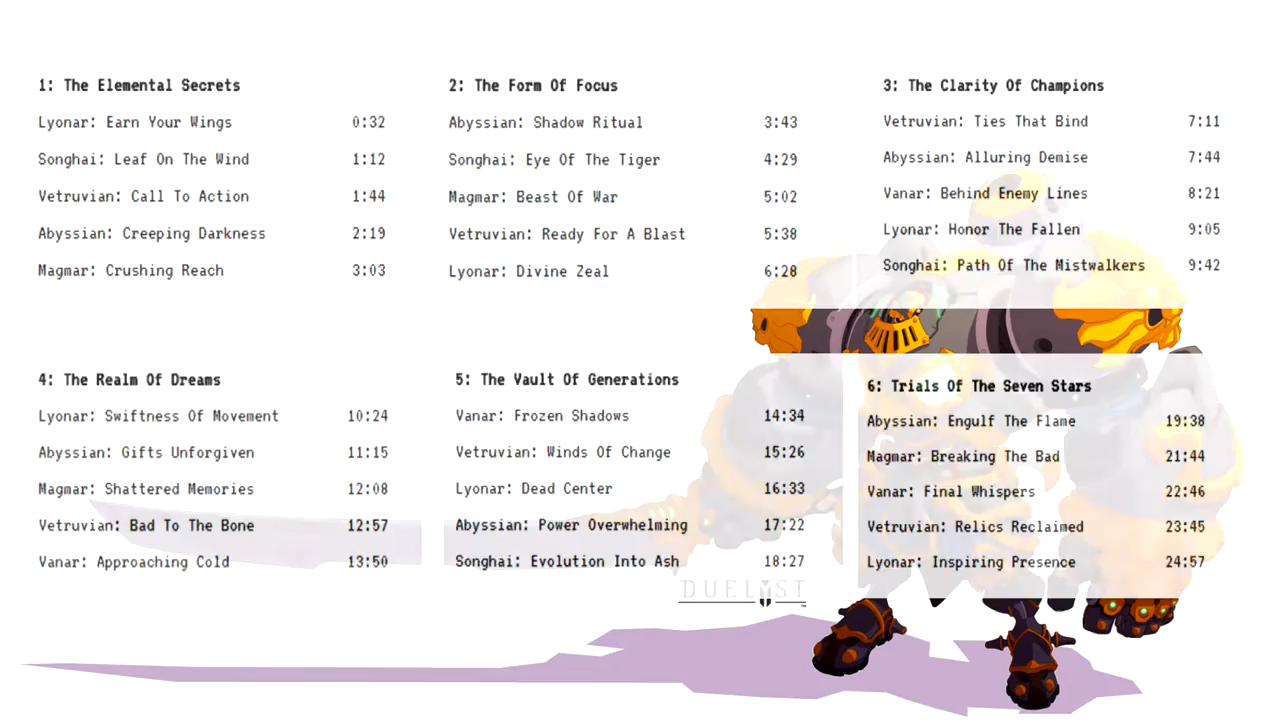 1: The Elemental Secrets
Lyonar: Earn Your Wings 0:32
Songhai: Leaf On The Wind 1:12
Vetruvian: Call To Action 1:44
Abyssian: Creeping Darkness 2:19
Magmar: Crushing Reach 3:03
2: The Form Of Focus
Abyssian: Shadow Ritual 3:43
Songhai: Eye Of The Tiger 4:29
Magmar: Beast Of War 5:02
Vetruvian: Ready For A Blast 5:38
Lyonar: Divine Zeal 6:28
3: The Clarity Of Champions
Vetruvian: Ties That Bind 7:11
Abyssian: Alluring Demise 7:44
Vanar: Behind Enemy Lines 8:21
Lyonar: Honor The Fallen 9:05
Songhai: Path Of The Mistwalkers 9:42
4: The Realm Of Dreams
Lyonar: Swiftness Of Movement 10:24
Abyssian: Gifts Unforgiven 11:15
Magmar: Shattered Memories 12:08
Vetruvian: Bad To The Bone 12:57
Vanar: Approaching Cold 13:50
5: The Vault Of Generations
Vanar: Frozen Shadows 14:34
Vetruvian: Winds Of Change 15:26
Lyonar: Dead Center 16:33
Abyssian: Power Overwhelming 17:22
Songhai: Evolution Into Ash 18:27
6: Trials Of The Seven Stars
Abyssian: Engulf The Flame 19:38
Magmar: Breaking The Bad 21:44
Vanar: Final Whispers 22:46
Vetruvian: Relics Reclaimed 23:45
Lyonar: Inspiring Presence 24:57
DUELYST